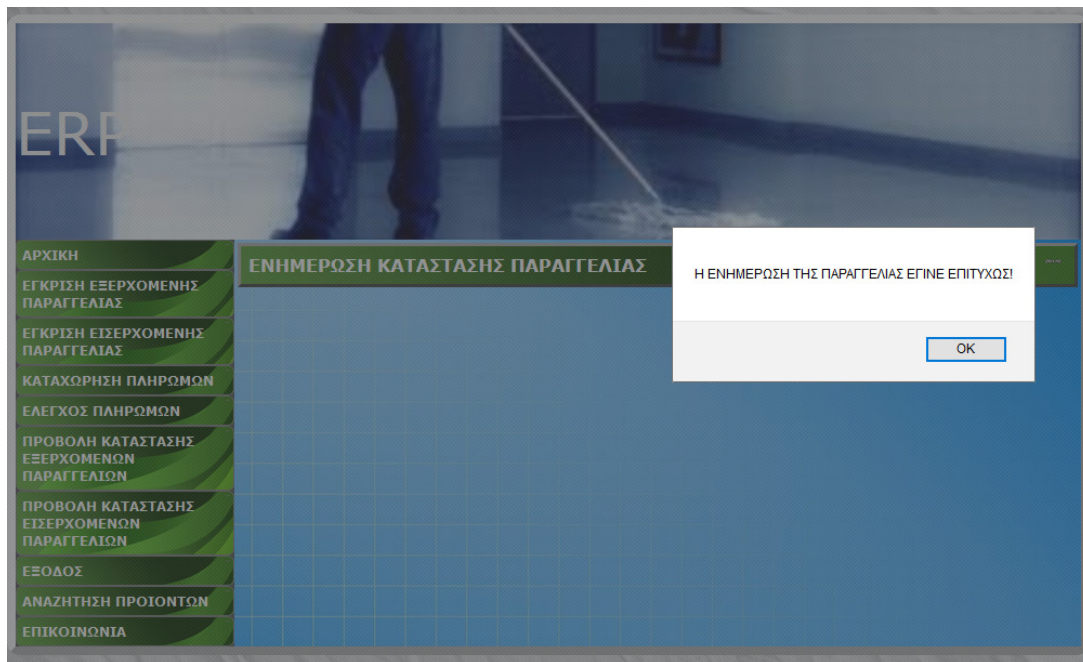 ERP
ΑΡΧΙΚΗ
ΕΓΚΡΙΣΗ ΕΞΕΡΧΟΜΕΝΗΣ
ΠΑΡΑΓΓΕΛΙΑΣ
ΕΓΚΡΙΣΗ ΕΙΣΕΡΧΟΜΕΝΗΣ
ΠΑΡΑΓΓΕΛΙΑΣ
ΚΑΤΑΧΩΡΗΣΗ ΠΛΗΡΩΜΩΝ
ΕΛΕΓΧΟΣ ΠΛΗΡΩΜΩΝ
ΠΡΟΒΟΛΗ ΚΑΤΑΣΤΑΣΗΣ
ΕΞΕΡΧΟΜΕΝΩΝ
ΠΑΡΑΓΓΕΛΙΩΝ
ΠΡΟΒΟΛΗ ΚΑΤΑΣΤΑΣΗΣ
ΕΙΣΕΡΧΟΜΕΝΩΝ
ΠΑΡΑΓΓΕΛΙΩΝ
ΕΞΟΔΟΣ
ΑΝΑΖΗΤΗΣΗ ΠΡΟΙΟΝΤΩΝ
ΕΠΙΚΟΙΝΩΝΙΑ
ΕΝΗΜΕΡΩΣΗ ΚΑΤΑΣΤΑΣΗΣ ΠΑΡΑΓΓΕΛΙΑΣ
Η ΕΝΗΜΕΡΩΣΗ ΤΗΣ ΠΑΡΑΓΓΕΛΙΑΣ ΕΓΙΝΕ ΕΠΙΤΥΧΩΣ!
OK